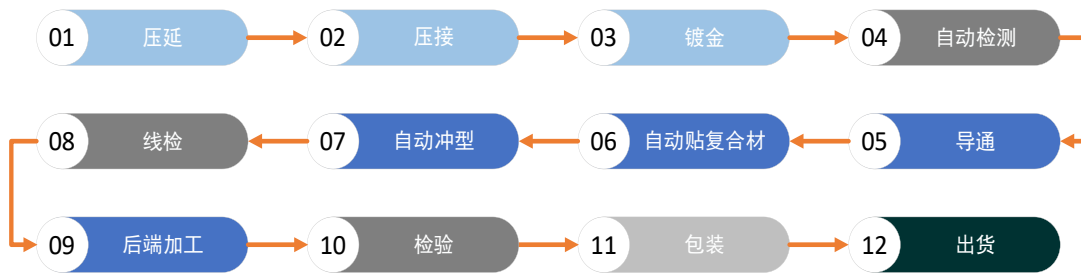 01 压延
02 压接
03 镀金
04 自动检测
05 导通
06 自动贴复合材
07 自动冲型
08 线检
09 后端加工
10 检验
11 包装
12 出货